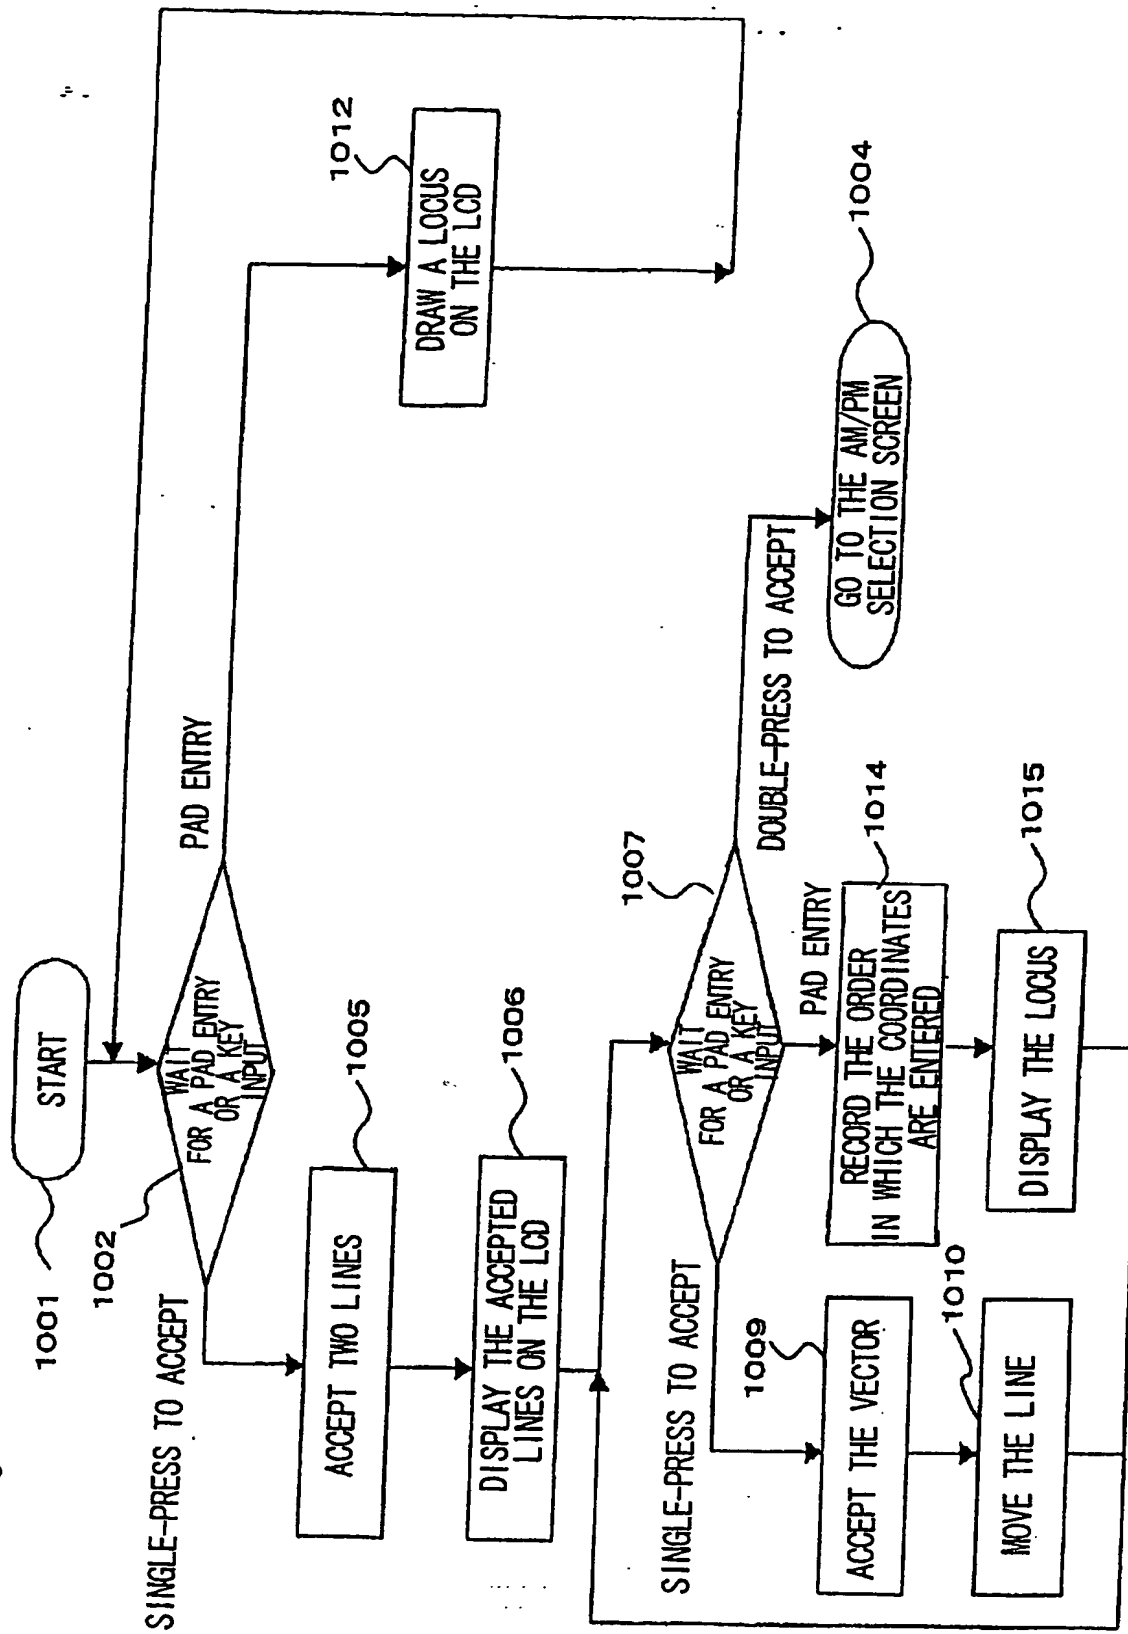 START
1001
WAIT
FOR A PAD ENTRY
OR A KEY
INPUT
1002
PAD ENTRY
SINGLE-PRESS TO ACCEPT
DRAW A LOCUS
ON THE LCD
1012
ACCEPT TWO LINES
1005
DISPLAY THE ACCEPTED
LINES ON THE LCD
1006
WAIT
FOR A PAD ENTRY
OR A KEY
INPUT
1007
DOUBLE-PRESS TO ACCEPT
GO TO THE AM/PM
SELECTION SCREEN
1004
SINGLE-PRESS TO ACCEPT
PAD ENTRY
ACCEPT THE VECTOR
1009
RECORD THE ORDER
IN WHICH THE COORDINATES
ARE ENTERED
1014
MOVE THE LINE
1010
DISPLAY THE LOCUS
1015